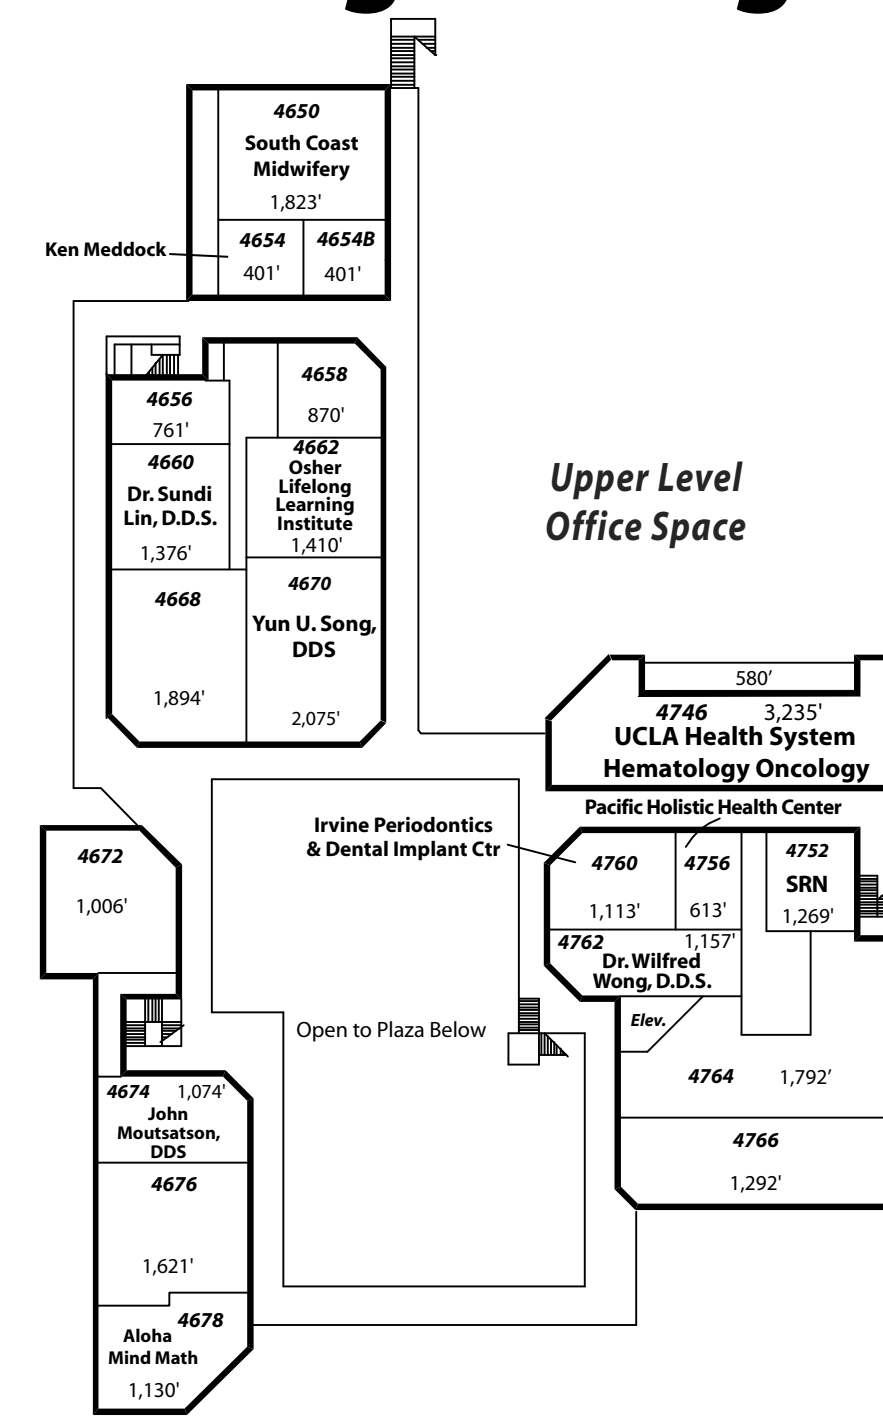 4650
South Coast
Midwifery
1,823'
Ken Meddock
4654
401'
4654B
401'
4658
870'
4656
761'
4660
Dr. Sundi
Lin, D.D.S.
1,376'
4662
Osher
Lifelong
Learning
Institute
1,410'
4668
1,894'
4670
Yun U. Song,
DDS
2,075'
Upper Level
Office Space
580’
4746 3,235'
UCLA Health System
Hematology Oncology
Pacific Holistic Health Center
Irvine Periodontics
& Dental Implant Ctr
4760
1,113'
4756
613'
4752
SRN
1,269'
4762 1,157'
Dr. Wilfred
Wong, D.D.S.
Elev.
4764 1,792’
4766
1,292'
4672
1,006'
Open to Plaza Below
4674 1,074'
John
Moutsatson,
DDS
4676
1,621'
4678
Aloha
Mind Math
1,130'